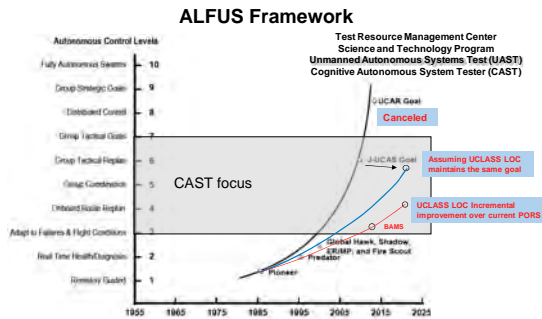 ALFUS Framework
Test Resource Management Center
Science and Technology Program
Unmanned Autonomous Systems Test (UAST)
Cognitive Autonomous System Tester (CAST)
Autonomous Control Levels
Fully Autonomous Swarms 10
Group Strategic Goals 9
Distributed Control 8
Group Tactical Goals 7
Group Tactical Replan 6
Group Coordination 5
Onboard Route Replan 4
Adapt to Failures & Flight Conditions 3
Real Time Health/Diagnosis 2
Remotely Guided 1
UCAR Goal
Canceled
J-UCAS Goal
Assuming UCLASS LOC
maintains the same goal
CAST focus
UCLASS LOC Incremental
improvement over current PORS
BAMS
Global Hawk, Shadow,
ER/MP, and Fire Scout
Predator
Pioneer
1955 1965 1975 1985 1995 2005 2015 2025